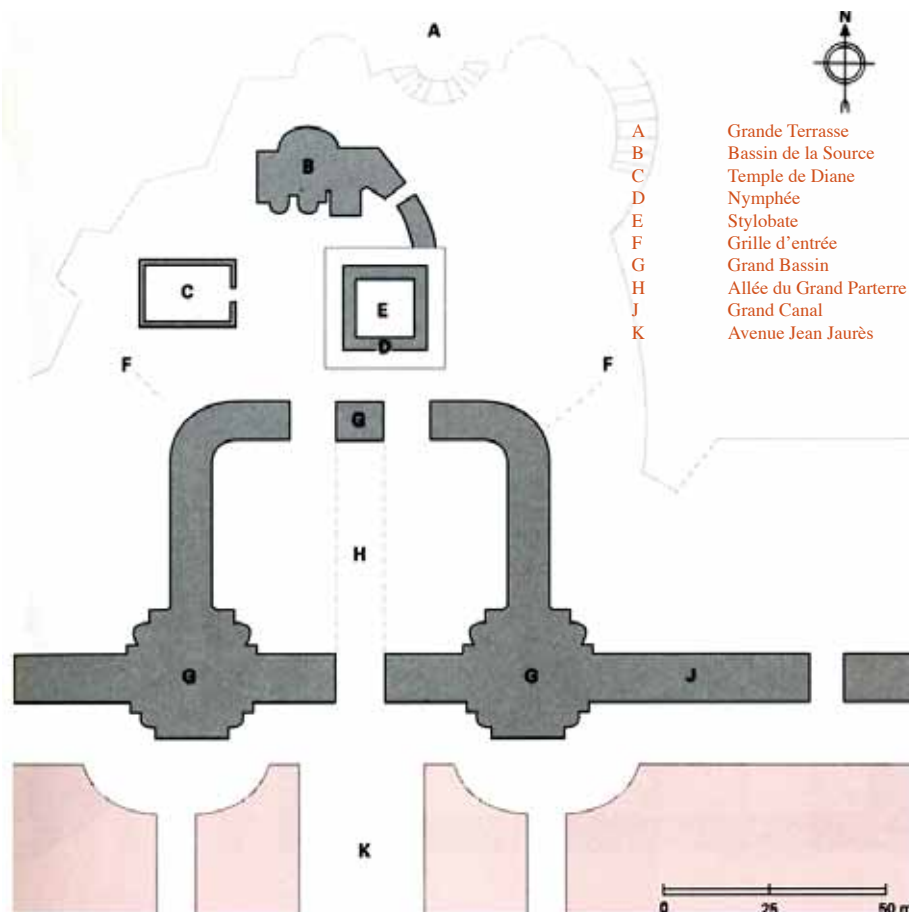 A
N
A Grande Terrasse
B Bassin de la Source
C Temple de Diane
D Nymphée
E Stylobate
F Grille d'entrée
G Grand Bassin
H Allée du Grand Parterre
J Grand Canal
K Avenue Jean Jaurès
B
C
E
D
F
F
G
H
G
G
J
K
0 25 50 m